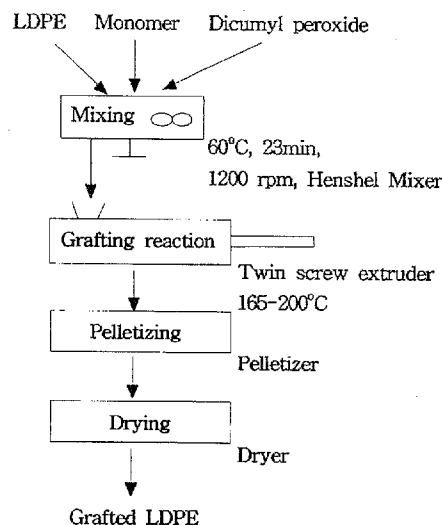 LDPE Monomer Dicumyl peroxide
Mixing
60°C, 23min,
1200 rpm, Henshel Mixer
Grafting reaction
Twin screw extruder
165-200°C
Pelletizing
Pelletizer
Drying
Dryer
Grafted LDPE